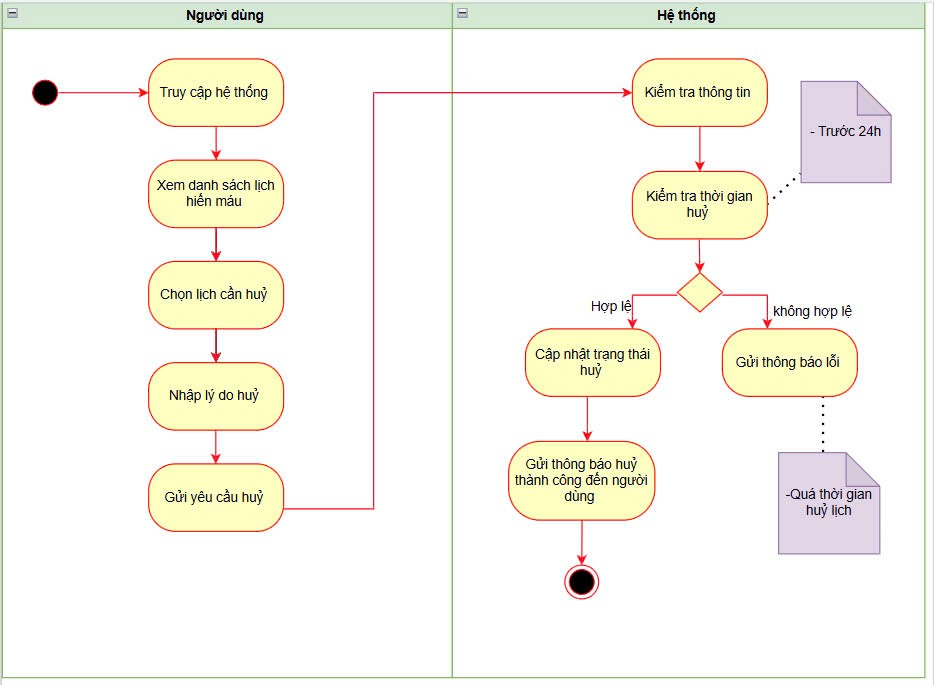 Người dùng
Hệ thống
Truy cập hệ thống
Xem danh sách lịch
hiến máu
Chọn lịch cần huỷ
Nhập lý do huỷ
Gửi yêu cầu huỷ
Kiểm tra thông tin
- Trước 24h
Kiểm tra thời gian
huỷ
Hợp lệ
không hợp lệ
Cập nhật trạng thái
huỷ
Gửi thông báo lỗi
Gửi thông báo huỷ
thành công đến người
dùng
-Quá thời gian
huỷ lịch